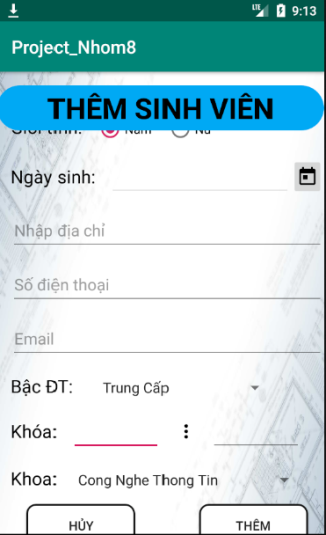 LTE 9:13
Project_Nhom8
THÊM SINH VIÊN
Giới tính: Nam Nữ
Ngày sinh:
Nhập địa chỉ
Số điện thoại
Email
Bậc ĐT: Trung Cấp
Khóa:
Khoa: Cong Nghe Thong Tin
HỦY THÊM